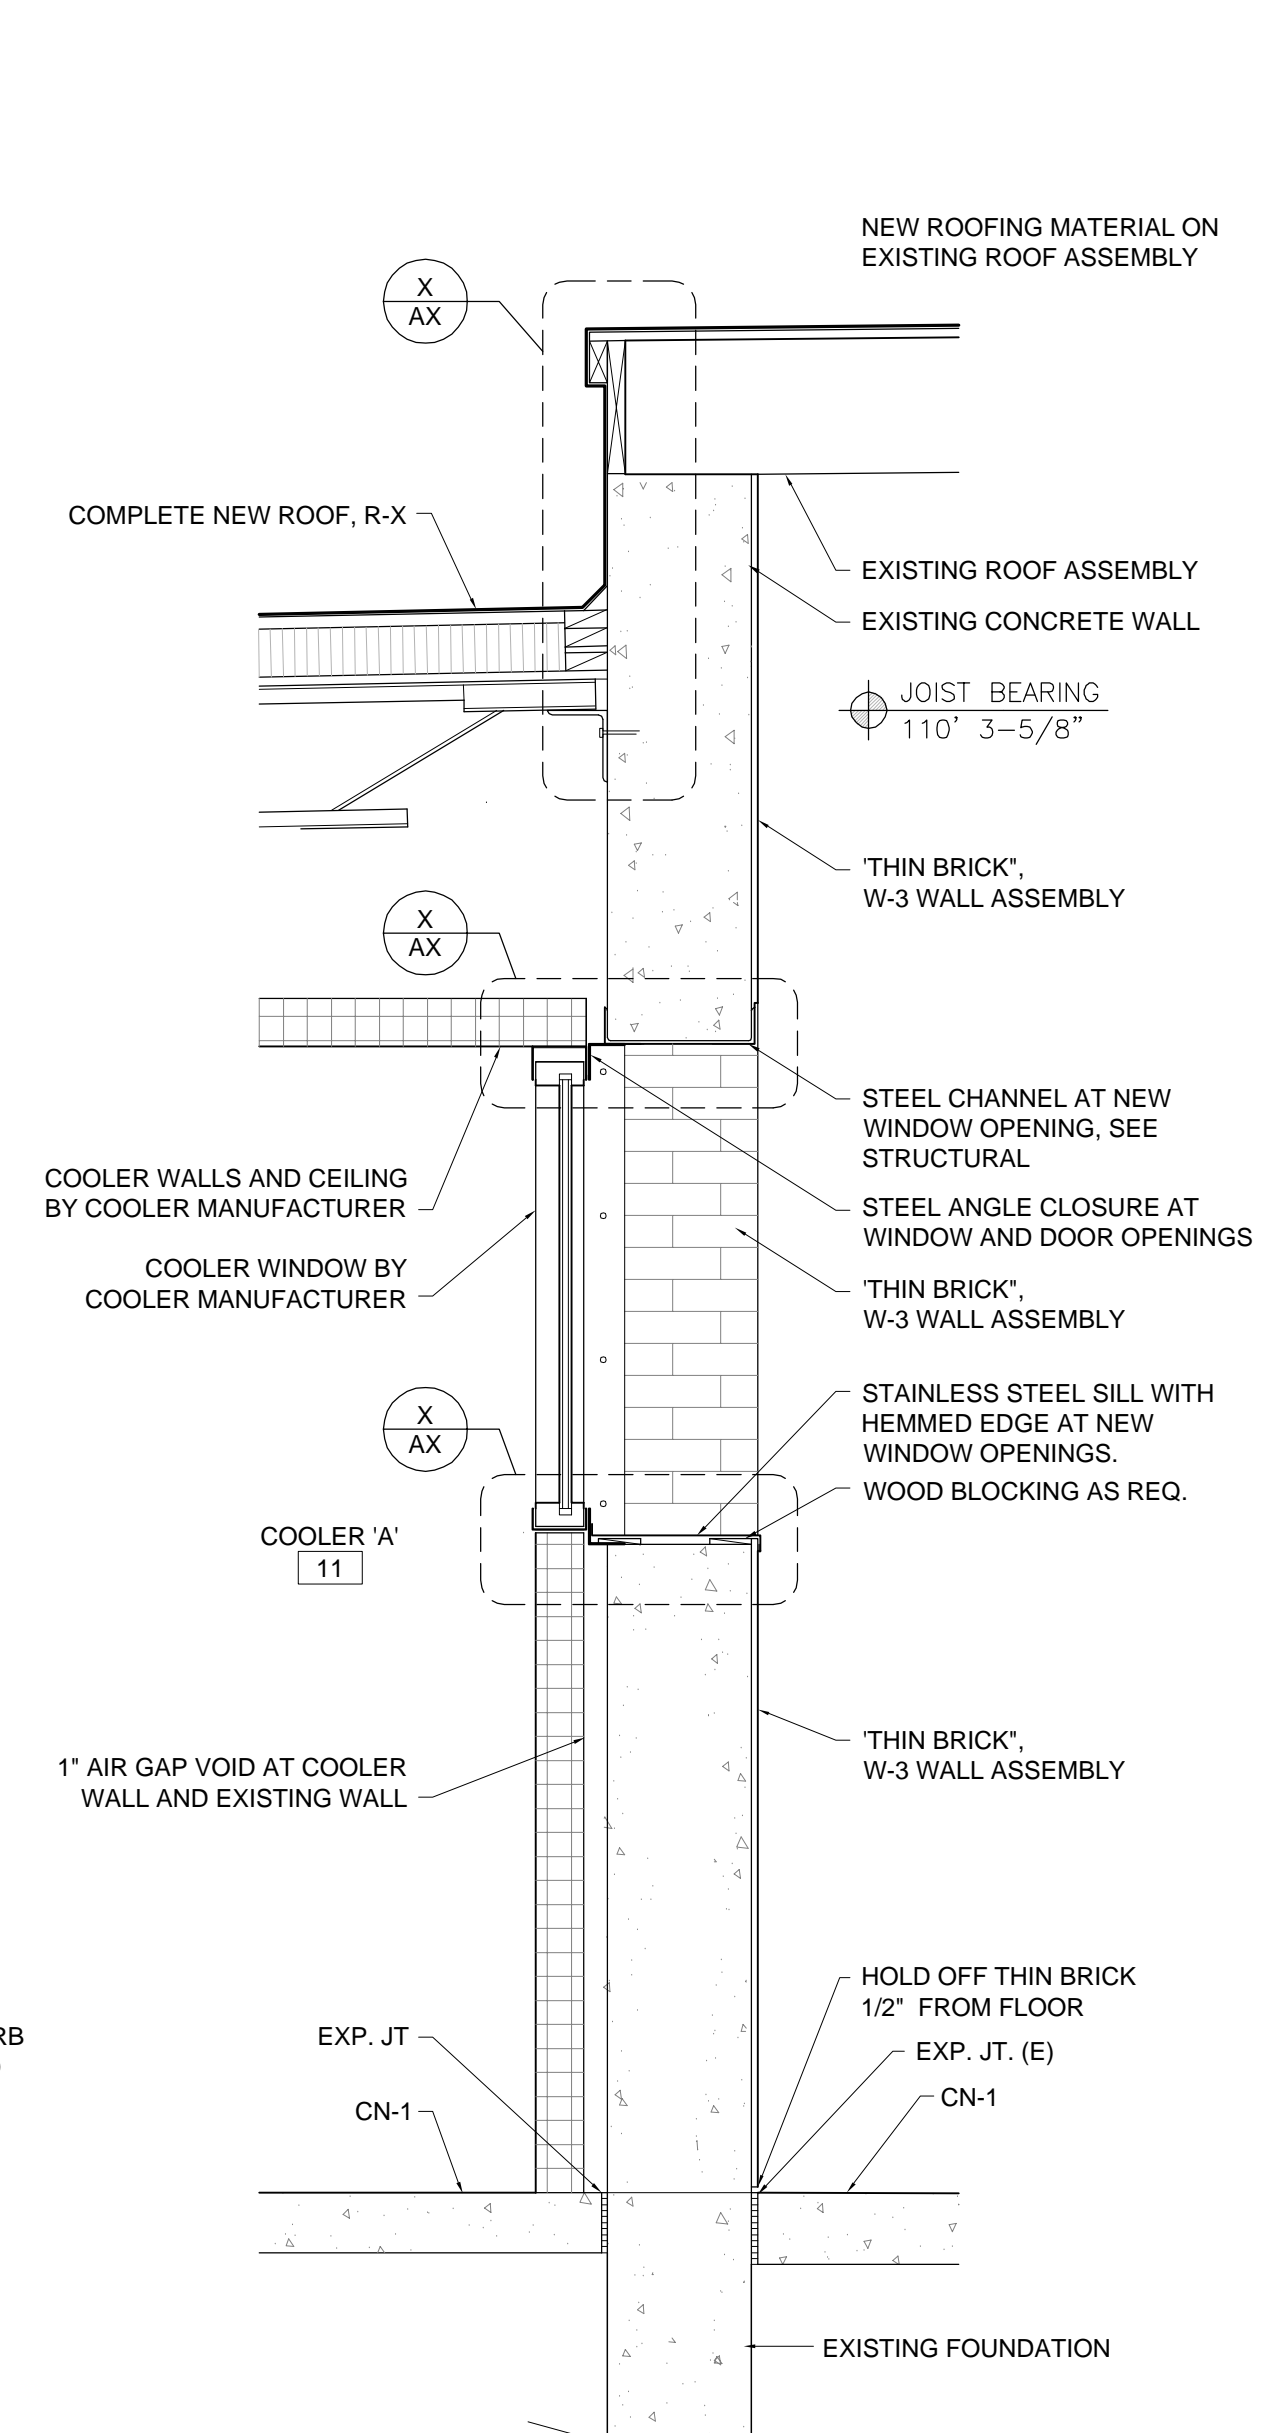 NEW ROOFING MATERIAL ON
EXISTING ROOF ASSEMBLY
X
AX
COMPLETE NEW ROOF, R-X
EXISTING ROOF ASSEMBLY
EXISTING CONCRETE WALL
JOIST BEARING
110' 3-5/8"
'THIN BRICK",
W-3 WALL ASSEMBLY
X
AX
STEEL CHANNEL AT NEW
WINDOW OPENING, SEE
STRUCTURAL
COOLER WALLS AND CEILING
BY COOLER MANUFACTURER
STEEL ANGLE CLOSURE AT
WINDOW AND DOOR OPENINGS
COOLER WINDOW BY
COOLER MANUFACTURER
'THIN BRICK",
W-3 WALL ASSEMBLY
STAINLESS STEEL SILL WITH
HEMMED EDGE AT NEW
WINDOW OPENINGS.
X
AX
WOOD BLOCKING AS REQ.
COOLER 'A'
11
'THIN BRICK",
W-3 WALL ASSEMBLY
1" AIR GAP VOID AT COOLER
WALL AND EXISTING WALL
HOLD OFF THIN BRICK
1/2" FROM FLOOR
RB
EXP. JT
EXP. JT. (E)
CN-1
CN-1
EXISTING FOUNDATION